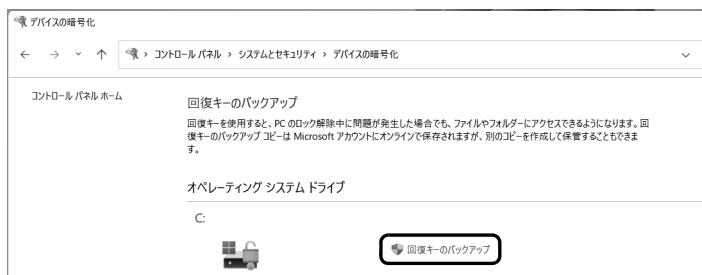 デバイスの暗号化
コントロール パネル › システムとセキュリティ › デバイスの暗号化
コントロール パネル ホーム
回復キーのバックアップ
回復キーを使用すると、PC のロック解除中に問題が発生した場合でも、ファイルやフォルダーにアクセスできるようになります。回
復キーのバックアップ コピーは Microsoft アカウントにオンラインで保存されますが、別のコピーを作成して保管することもできま
す。
オペレーティング システム ドライブ
C:
回復キーのバックアップ